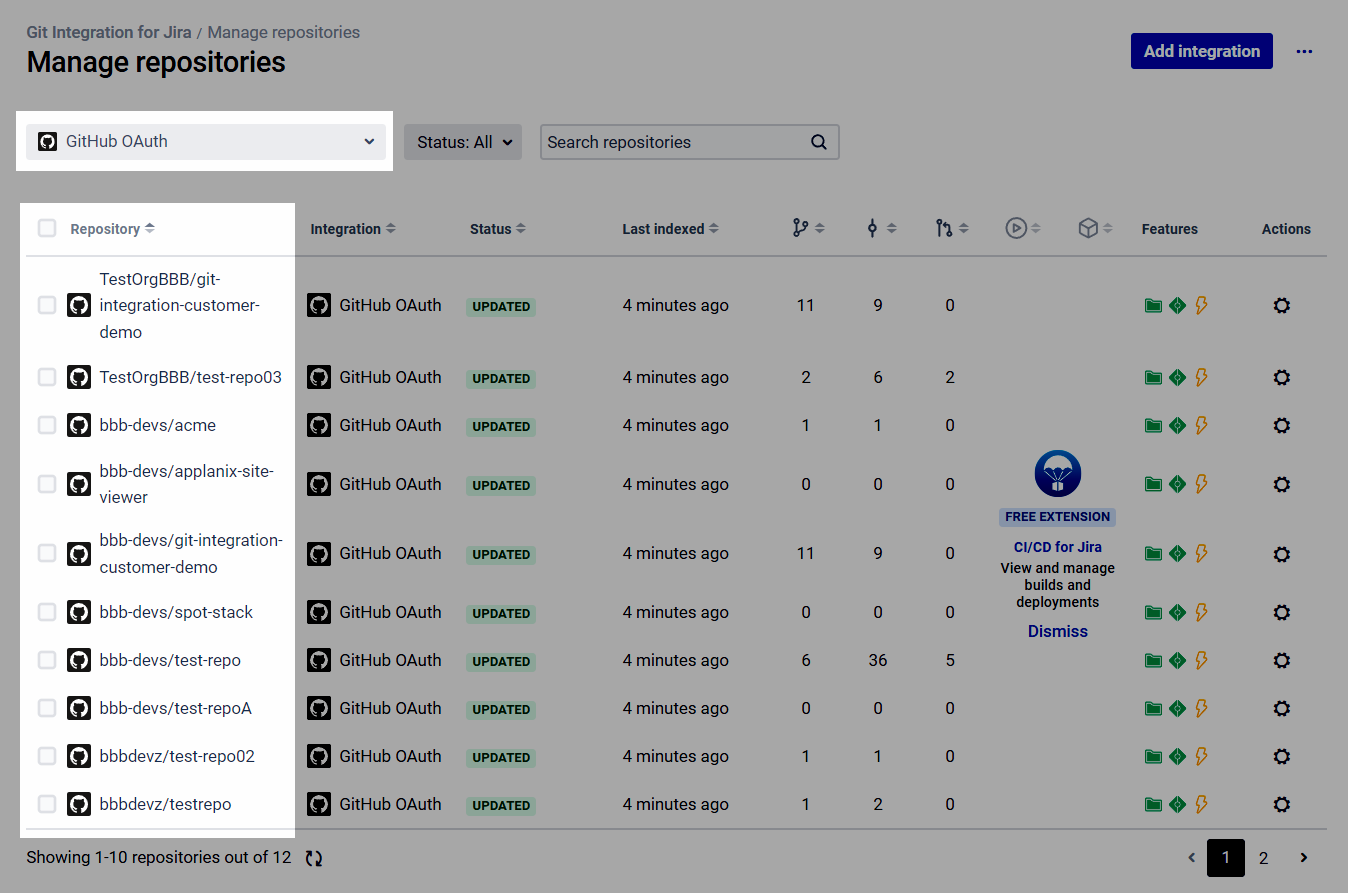 Git Integration for Jira / Manage repositories
Manage repositories
Add integration
GitHub OAuth
Status: All
Search repositories
Repository Integration Status Last indexed Features Actions
TestOrgBBB/git-
integration-customer-
demo
GitHub OAuth UPDATED 4 minutes ago 11 9 0
TestOrgBBB/test-repo03 GitHub OAuth UPDATED 4 minutes ago 2 6 2
bbb-devs/acme GitHub OAuth UPDATED 4 minutes ago 1 1 0
bbb-devs/applanix-site-
viewer
GitHub OAuth UPDATED 4 minutes ago 0 0 0
bbb-devs/git-integration-
customer-demo
GitHub OAuth UPDATED 4 minutes ago 11 9 0
bbb-devs/spot-stack GitHub OAuth UPDATED 4 minutes ago 0 0 0
bbb-devs/test-repo GitHub OAuth UPDATED 4 minutes ago 6 36 5
bbb-devs/test-repoA GitHub OAuth UPDATED 4 minutes ago 0 0 0
bbbdevz/test-repo02 GitHub OAuth UPDATED 4 minutes ago 1 1 0
bbbdevz/testrepo GitHub OAuth UPDATED 4 minutes ago 1 2 0
FREE EXTENSION
CI/CD for Jira
View and manage
builds and
deployments
Dismiss
Showing 1-10 repositories out of 12
1 2